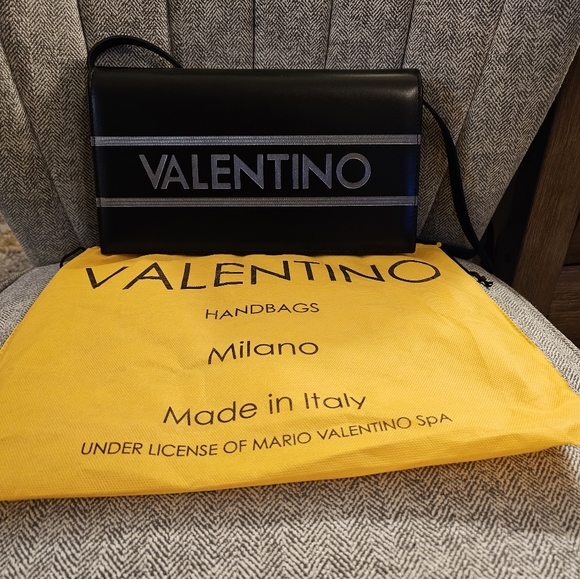 VALENTINO
VALENTINO
HANDBAGS
Milano
Made in Italy
UNDER LICENSE OF MARIO VALENTINO SpA